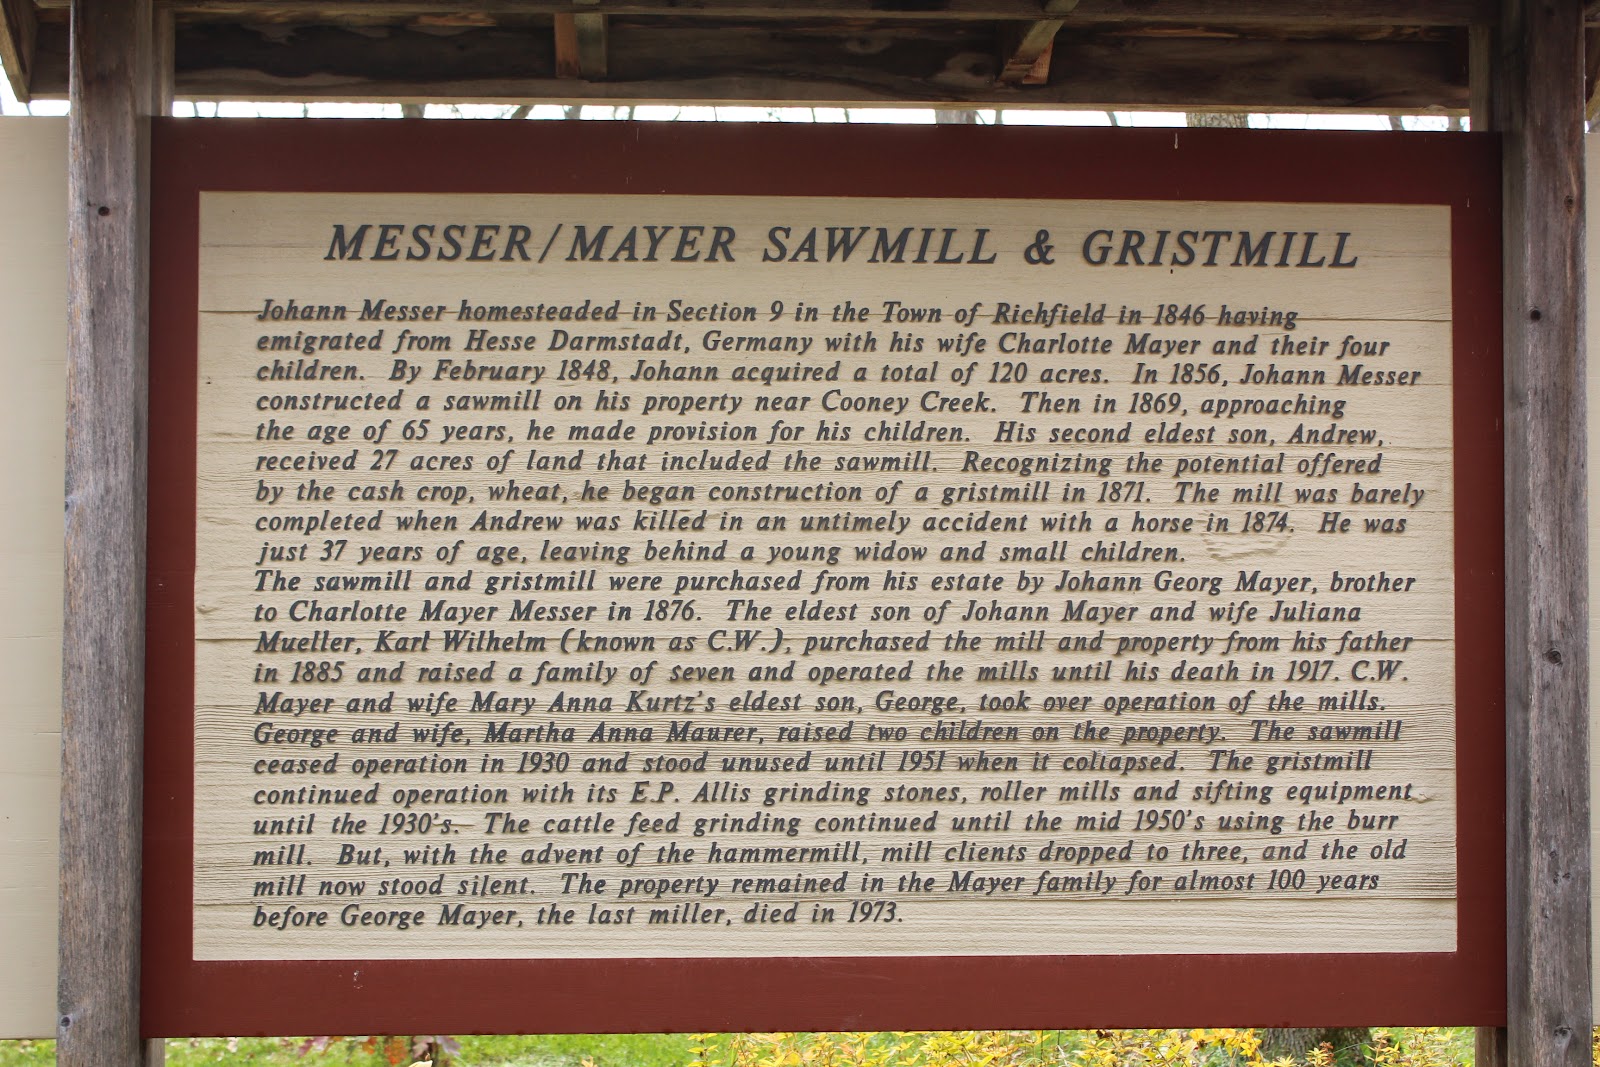 MESSER/MAYER SAWMILL & GRISTMILL
Johann Messer homesteaded in Section 9 in the Town of Richfield in 1846 having
emigrated from Hesse Darmstadt, Germany with his wife Charlotte Mayer and their four
children. By February 1848, Johann acquired a total of 120 acres. In 1856, Johann Messer
constructed a sawmill on his property near Cooney Creek. Then in 1869, approaching
the age of 65 years, he made provision for his children. His second eldest son, Andrew,
received 27 acres of land that included the sawmill. Recognizing the potential offered
by the cash crop, wheat, he began construction of a gristmill in 1871. The mill was barely
completed when Andrew was killed in an untimely accident with a horse in 1874. He was
just 37 years of age, leaving behind a young widow and small children.
The sawmill and gristmill were purchased from his estate by Johann Georg Mayer, brother
to Charlotte Mayer Messer in 1876. The eldest son of Johann Mayer and wife Juliana
Mueller, Karl Wilhelm (known as C.W.), purchased the mill and property from his father
in 1885 and raised a family of seven and operated the mills until his death in 1917. C.W.
Mayer and wife Mary Anna Kurtz's eldest son, George, took over operation of the mills.
George and wife, Martha Anna Maurer, raised two children on the property. The sawmill
ceased operation in 1930 and stood unused until 1951 when it collapsed. The gristmill
continued operation with its E.P. Allis grinding stones, roller mills and sifting equipment
until the 1930's. The cattle feed grinding continued until the mid 1950's using the burr
mill. But, with the advent of the hammermill, mill clients dropped to three, and the old
mill now stood silent. The property remained in the Mayer family for almost 100 years
before George Mayer, the last miller, died in 1973.